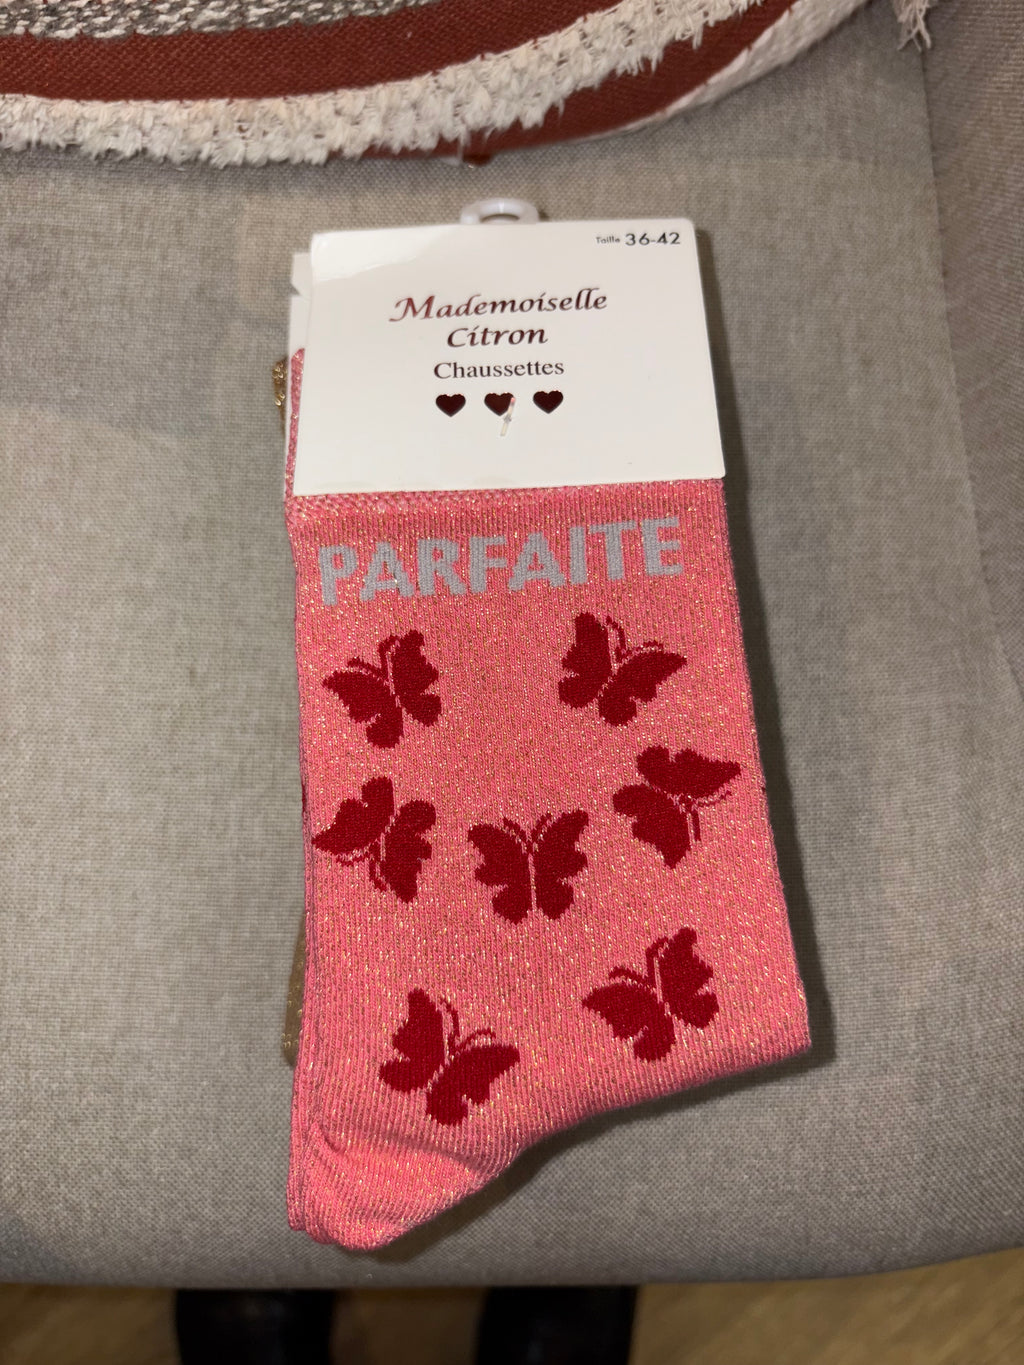 Taille 36-42
Mademoiselle
Citron
Chaussettes
PARFAITE